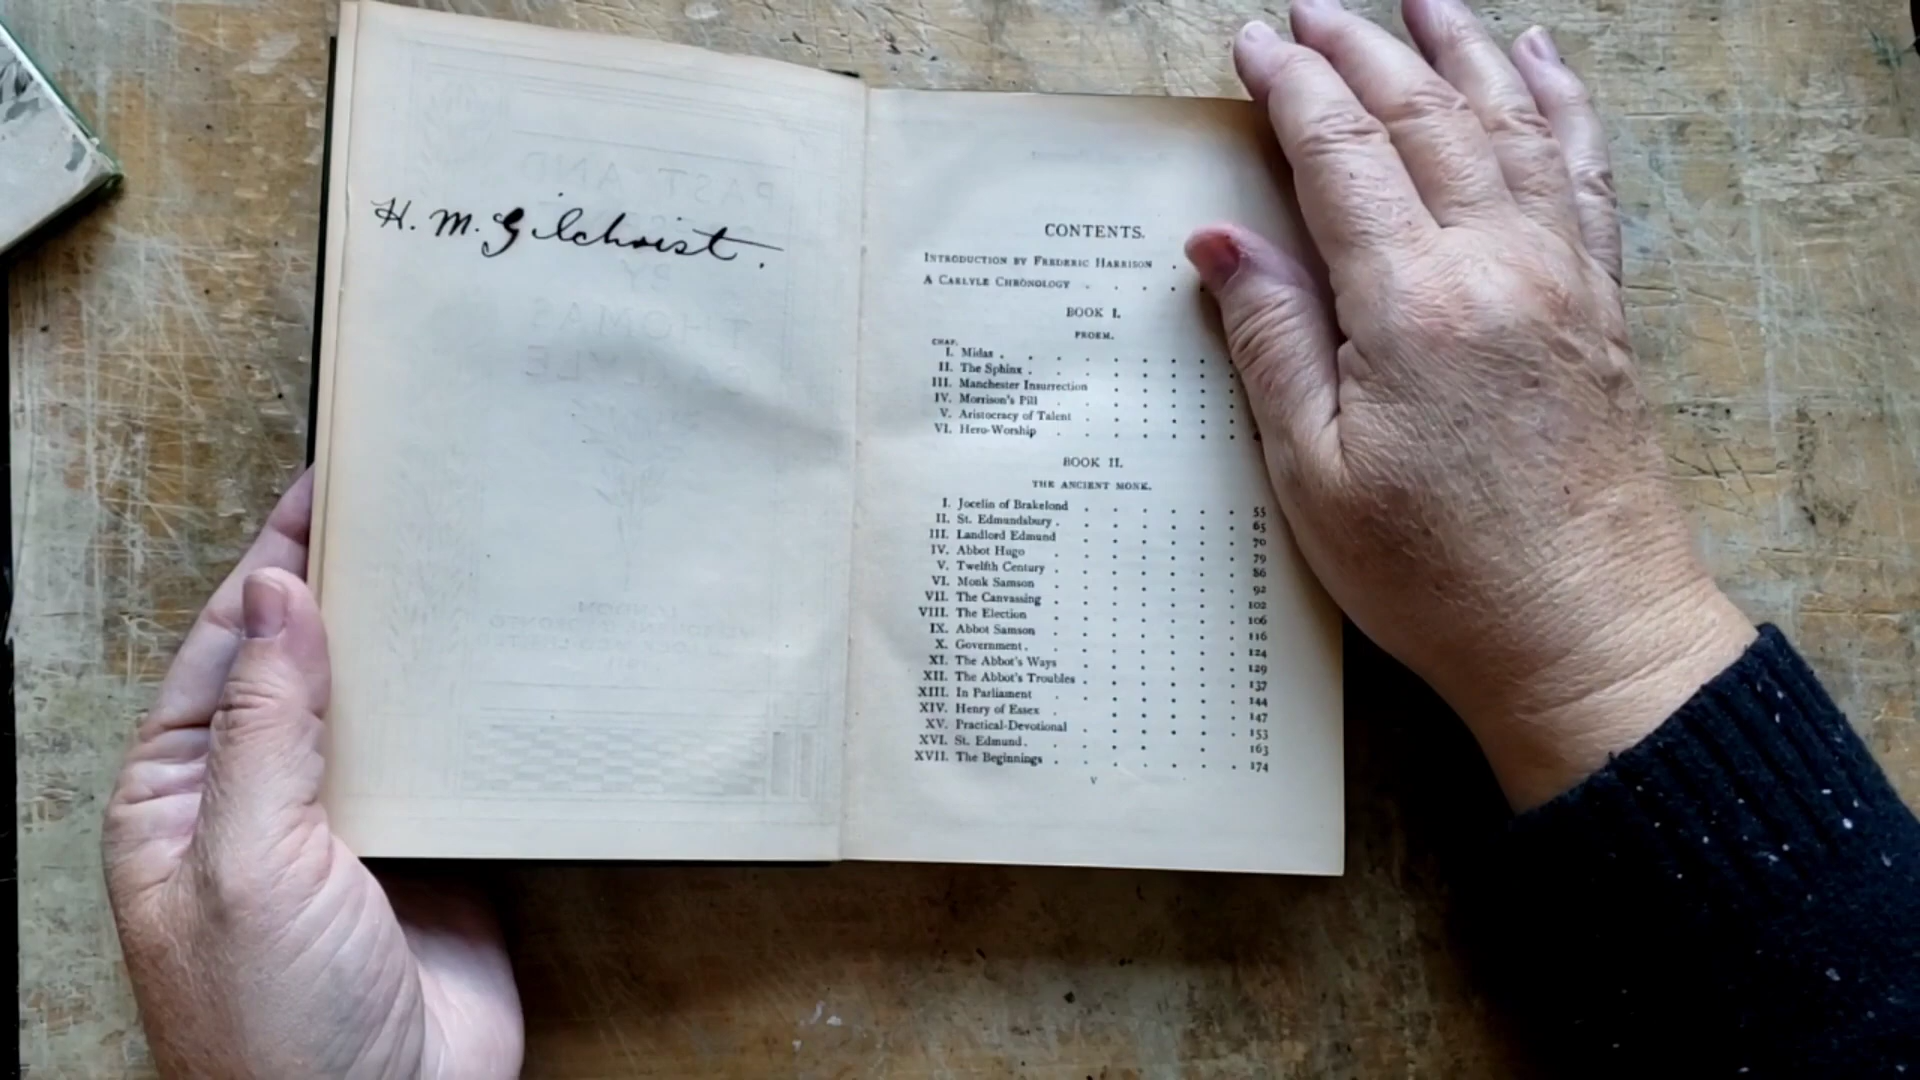 H. M. Gilchrist.
PAST AND
BY
THOMAS
CONTENTS.
INTRODUCTION BY FREDERIC HARRISON .
A CARLYLE CHRONOLOGY . . . . .
BOOK I.
PROEM.
CHAP.
I. Midas . . . . . . . .
II. The Sphinx . . . . . . . .
III. Manchester Insurrection . . . . .
IV. Morrison's Pill . . . . . . .
V. Aristocracy of Talent . . . . . .
VI. Hero-Worship . . . . . . .
BOOK II.
THE ANCIENT MONK.
I. Jocelin of Brakelond . . . . . . 55
II. St. Edmundsbury . . . . . . . 65
III. Landlord Edmund . . . . . . 70
IV. Abbot Hugo . . . . . . . 79
V. Twelfth Century . . . . . . . 86
VI. Monk Samson . . . . . . . 92
VII. The Canvassing . . . . . . . 102
VIII. The Election . . . . . . . 106
IX. Abbot Samson . . . . . . . 116
X. Government . . . . . . . 124
XI. The Abbot's Ways . . . . . . 129
XII. The Abbot's Troubles . . . . . . 137
XIII. In Parliament . . . . . . . 144
XIV. Henry of Essex . . . . . . 147
XV. Practical-Devotional . . . . . . 153
XVI. St. Edmund . . . . . . 163
XVII. The Beginnings . . . . . . . 174
v